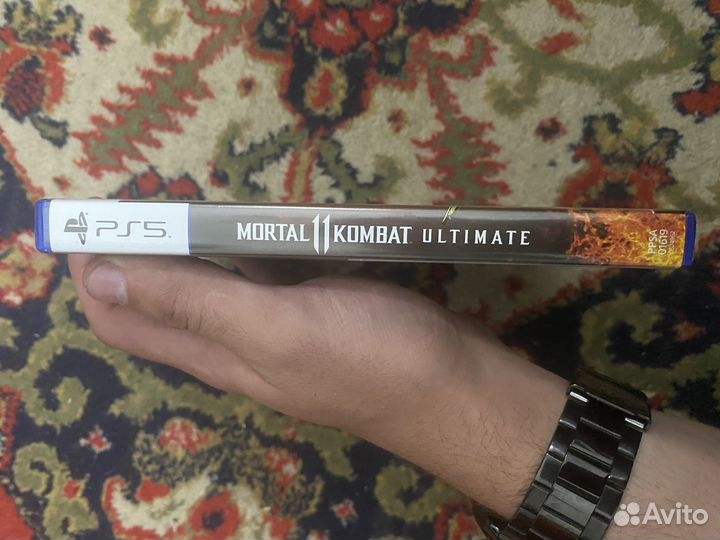 PS5
MORTAL 11 KOMBAT ULTIMATE
PPSA
01619
Avito